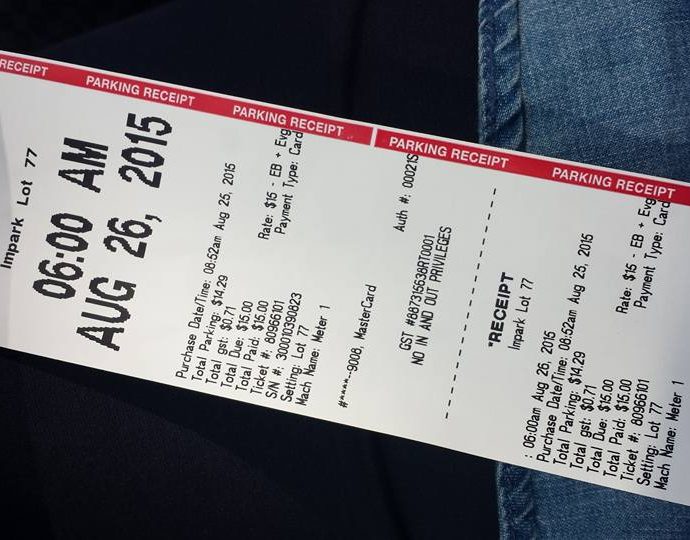 RECEIPT PARKING RECEIPT PARKING RECEIPT PARKING RECEIPT PARKING RECEIPT
Impark Lot 77
06:00 AM
AUG 26, 2015
Purchase Date/Time: 08:52am Aug 25, 2015
Total Parking: $14.29
Total gst: $0.71
Total Due: $15.00
Rate: $15 - EB + Evg
Total Paid: $15.00
Payment Type: Card
Ticket #: 80966101
S/N #: 300010390823
Setting: Lot 77
Mach Name: Meter 1
#****-9008, MasterCard
Auth #: 00021S
GST #887315638RT0001
NO IN AND OUT PRIVILEGES
*RECEIPT
Impark Lot 77
: 06:00am Aug 26, 2015
Purchase Date/Time: 08:52am Aug 25, 2015
Total Parking: $14.29
Total gst: $0.71
Total Due: $15.00
Rate: $15 - EB + Evg
Total Paid: $15.00
Payment Type: Card
Ticket #: 80966101
Setting: Lot 77
Mach Name: Meter 1